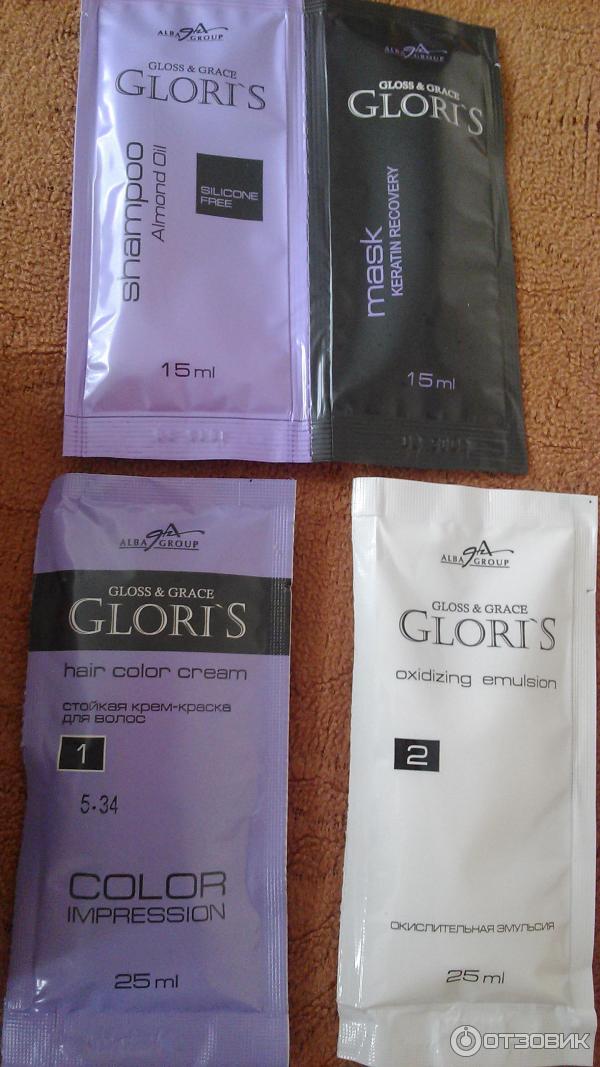 ALBA GROUP
GLOSS & GRACE
GLORI`S
shampoo
Almond Oil
SILICONE
FREE
15 ml
ALBA GROUP
GLOSS & GRACE
GLORI`S
mask
KERATIN RECOVERY
15 ml
ALBA GROUP
GLOSS & GRACE
GLORI`S
hair color cream
стойкая крем-краска
для волос
1
5.34
COLOR
IMPRESSION
25 ml
ALBA GROUP
GLOSS & GRACE
GLORI`S
oxidizing emulsion
2
ОКИСЛИТЕЛЬНАЯ ЭМУЛЬСИЯ
25 ml
ОТЗОВИК